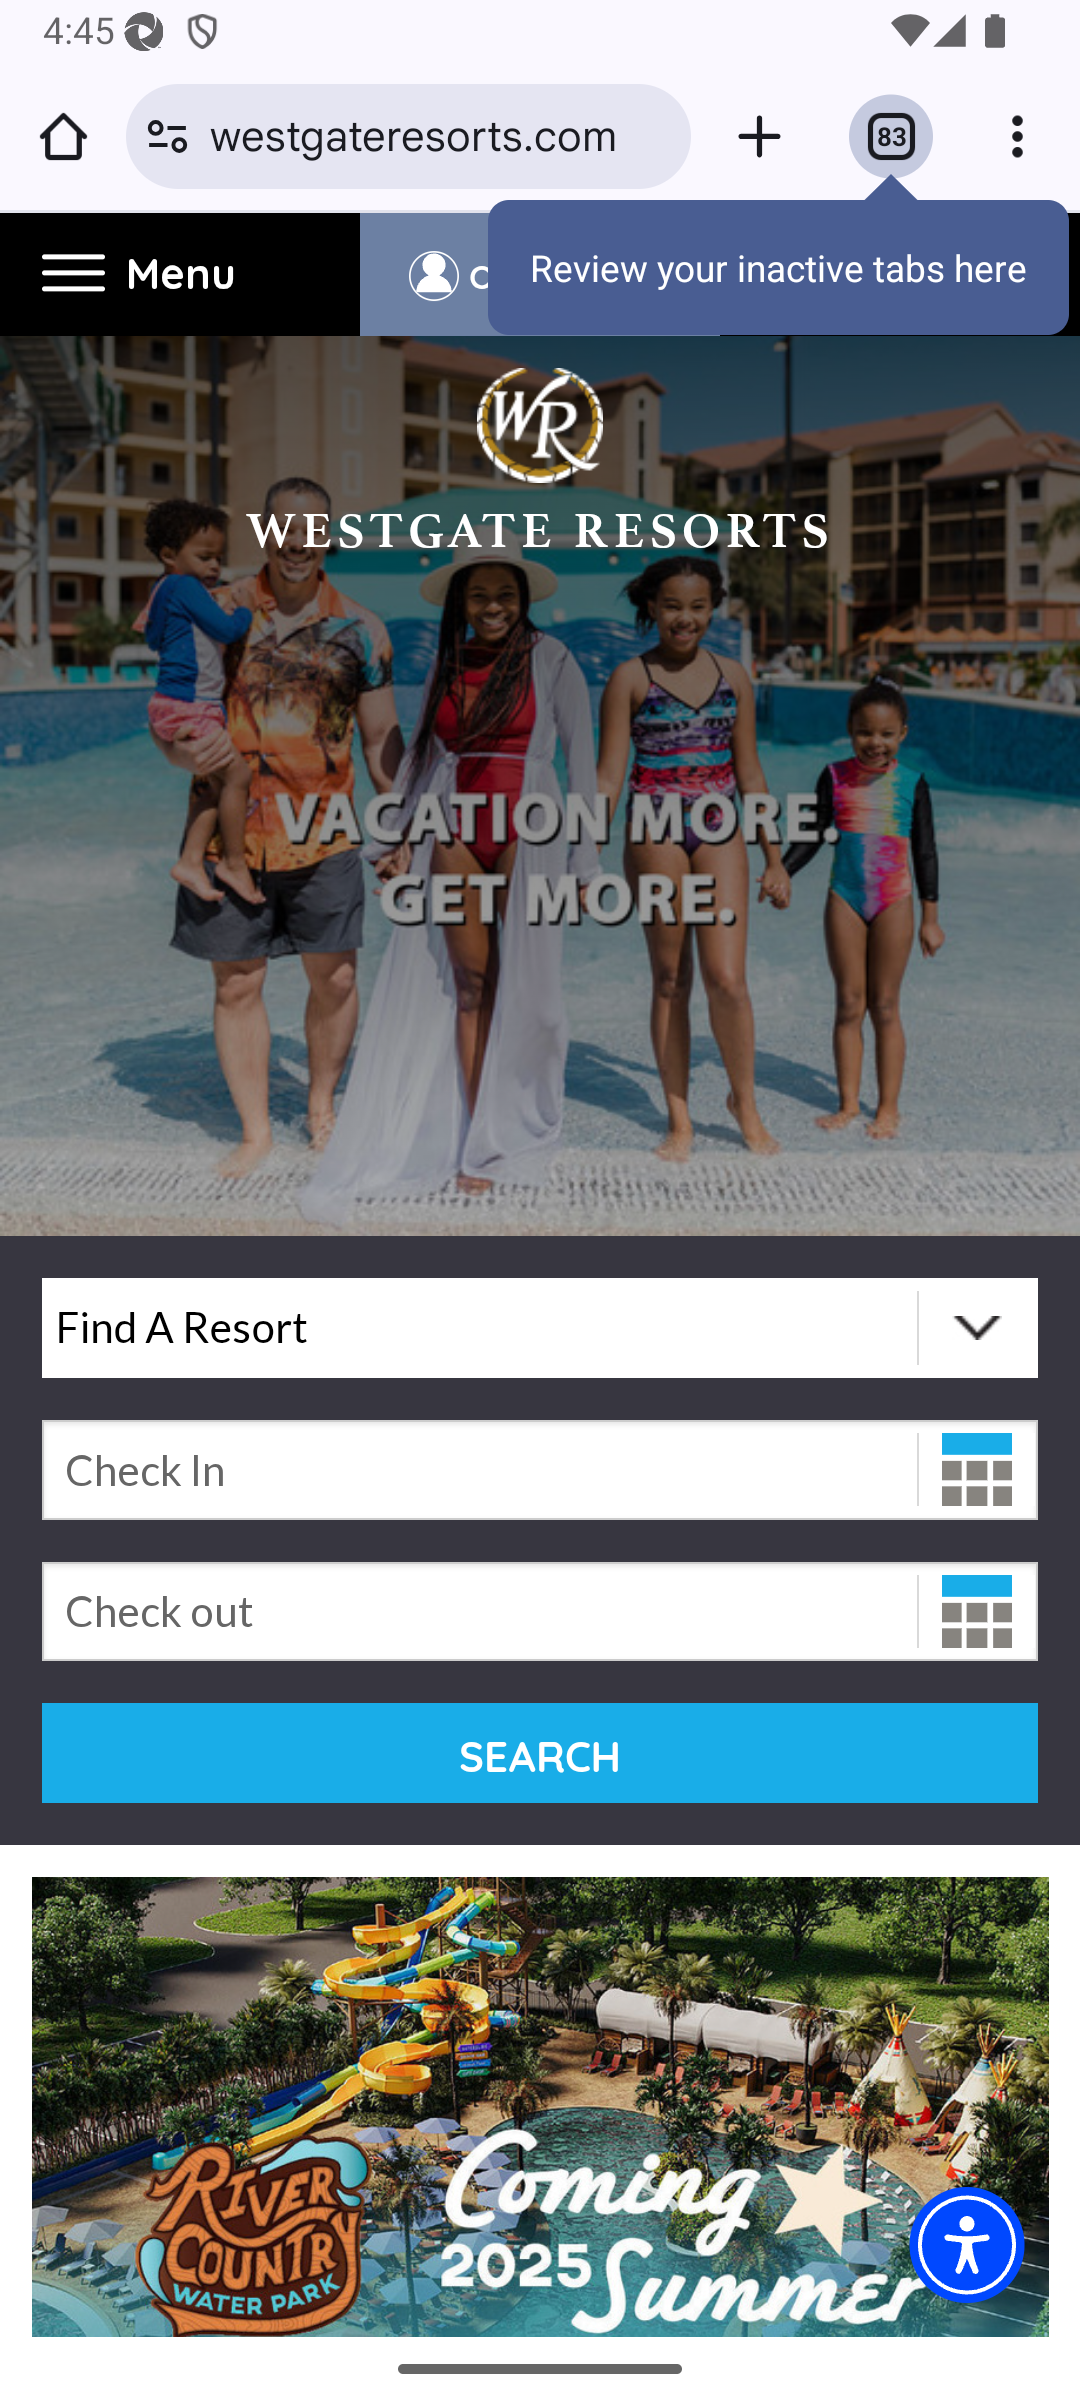 4:45
westgateresorts.com
83
Menu
Review your inactive tabs here
WR
WESTGATE RESORTS
VACATION MORE.
GET MORE.
Find A Resort
Check In
Check out
SEARCH
RIVER
COUNTRY
WATER PARK
Coming
2025 Summer